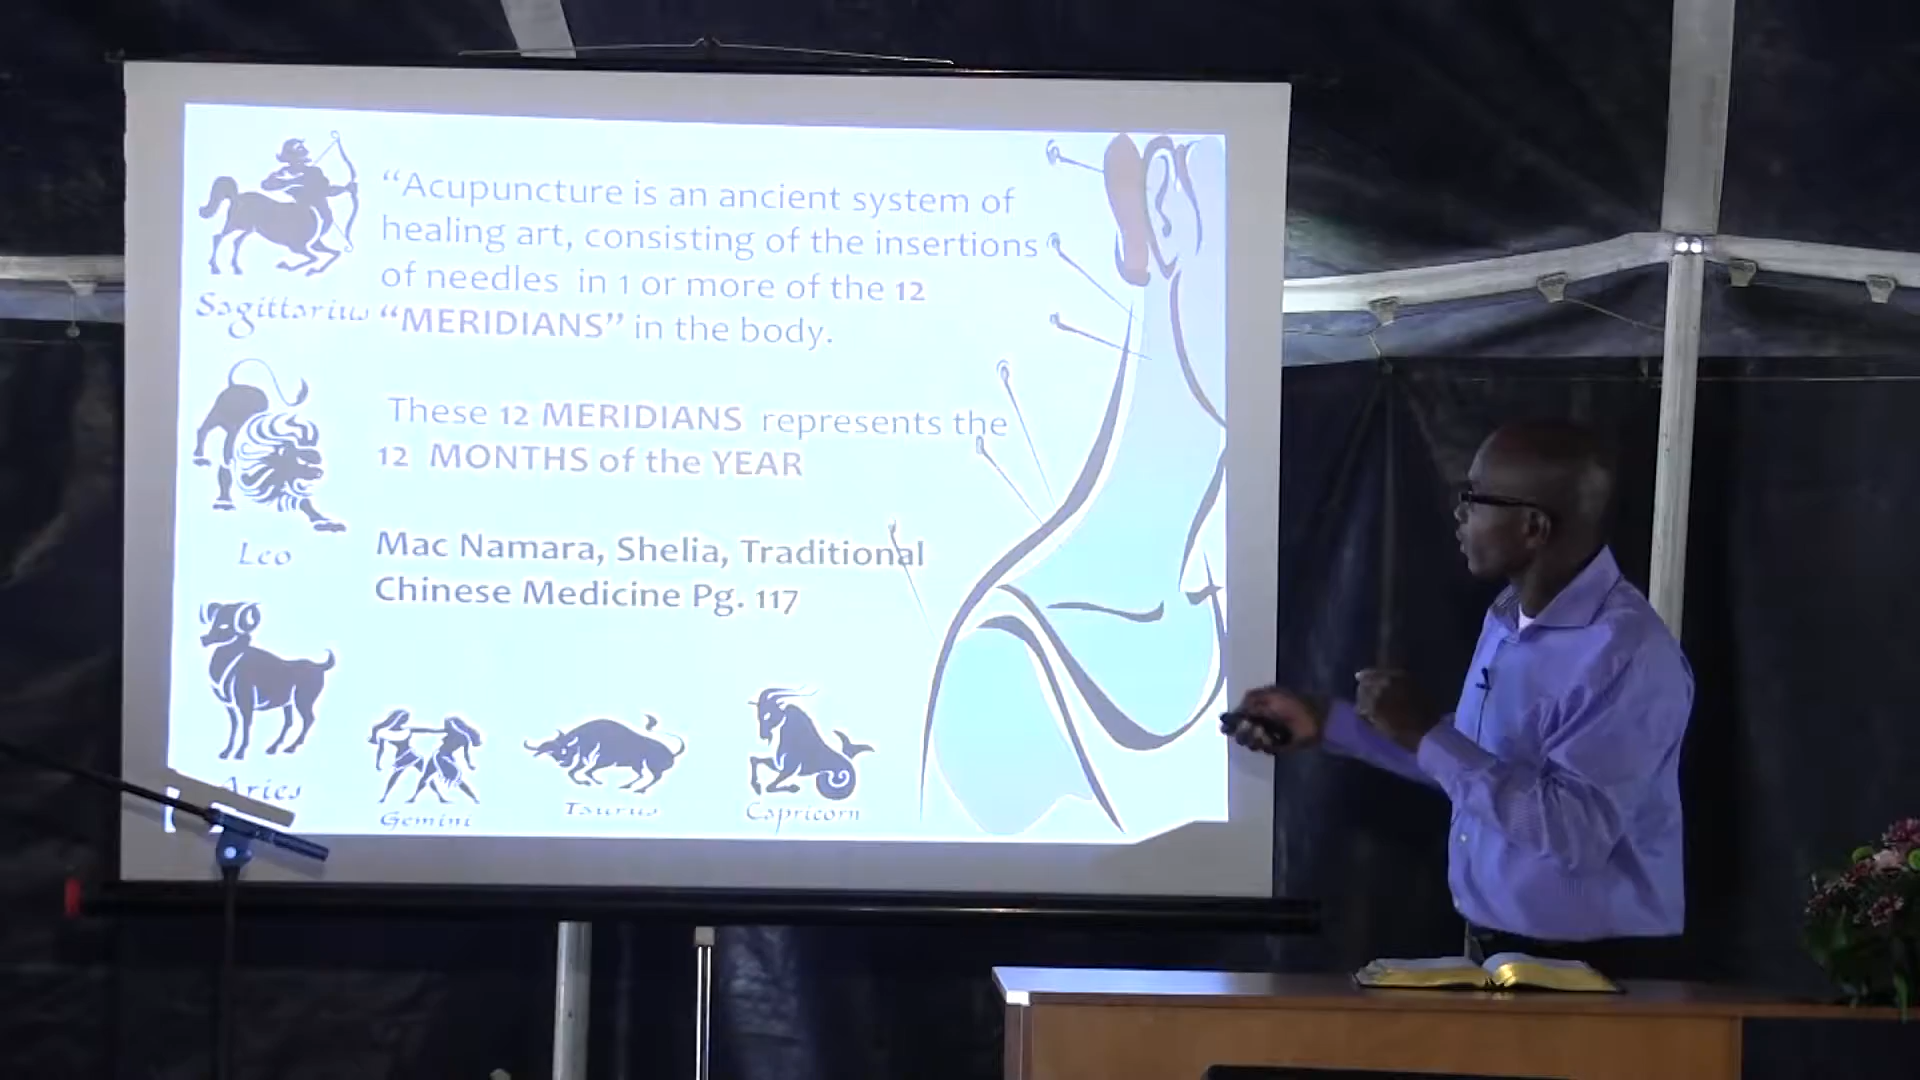 “Acupuncture is an ancient system of
healing art, consisting of the insertions
of needles in 1 or more of the 12
“MERIDIANS” in the body.
These 12 MERIDIANS represents the
12 MONTHS of the YEAR
Mac Namara, Shelia, Traditional
Chinese Medicine Pg. 117
Sagittarius
Leo
Aries
Gemini
Taurus
Capricorn